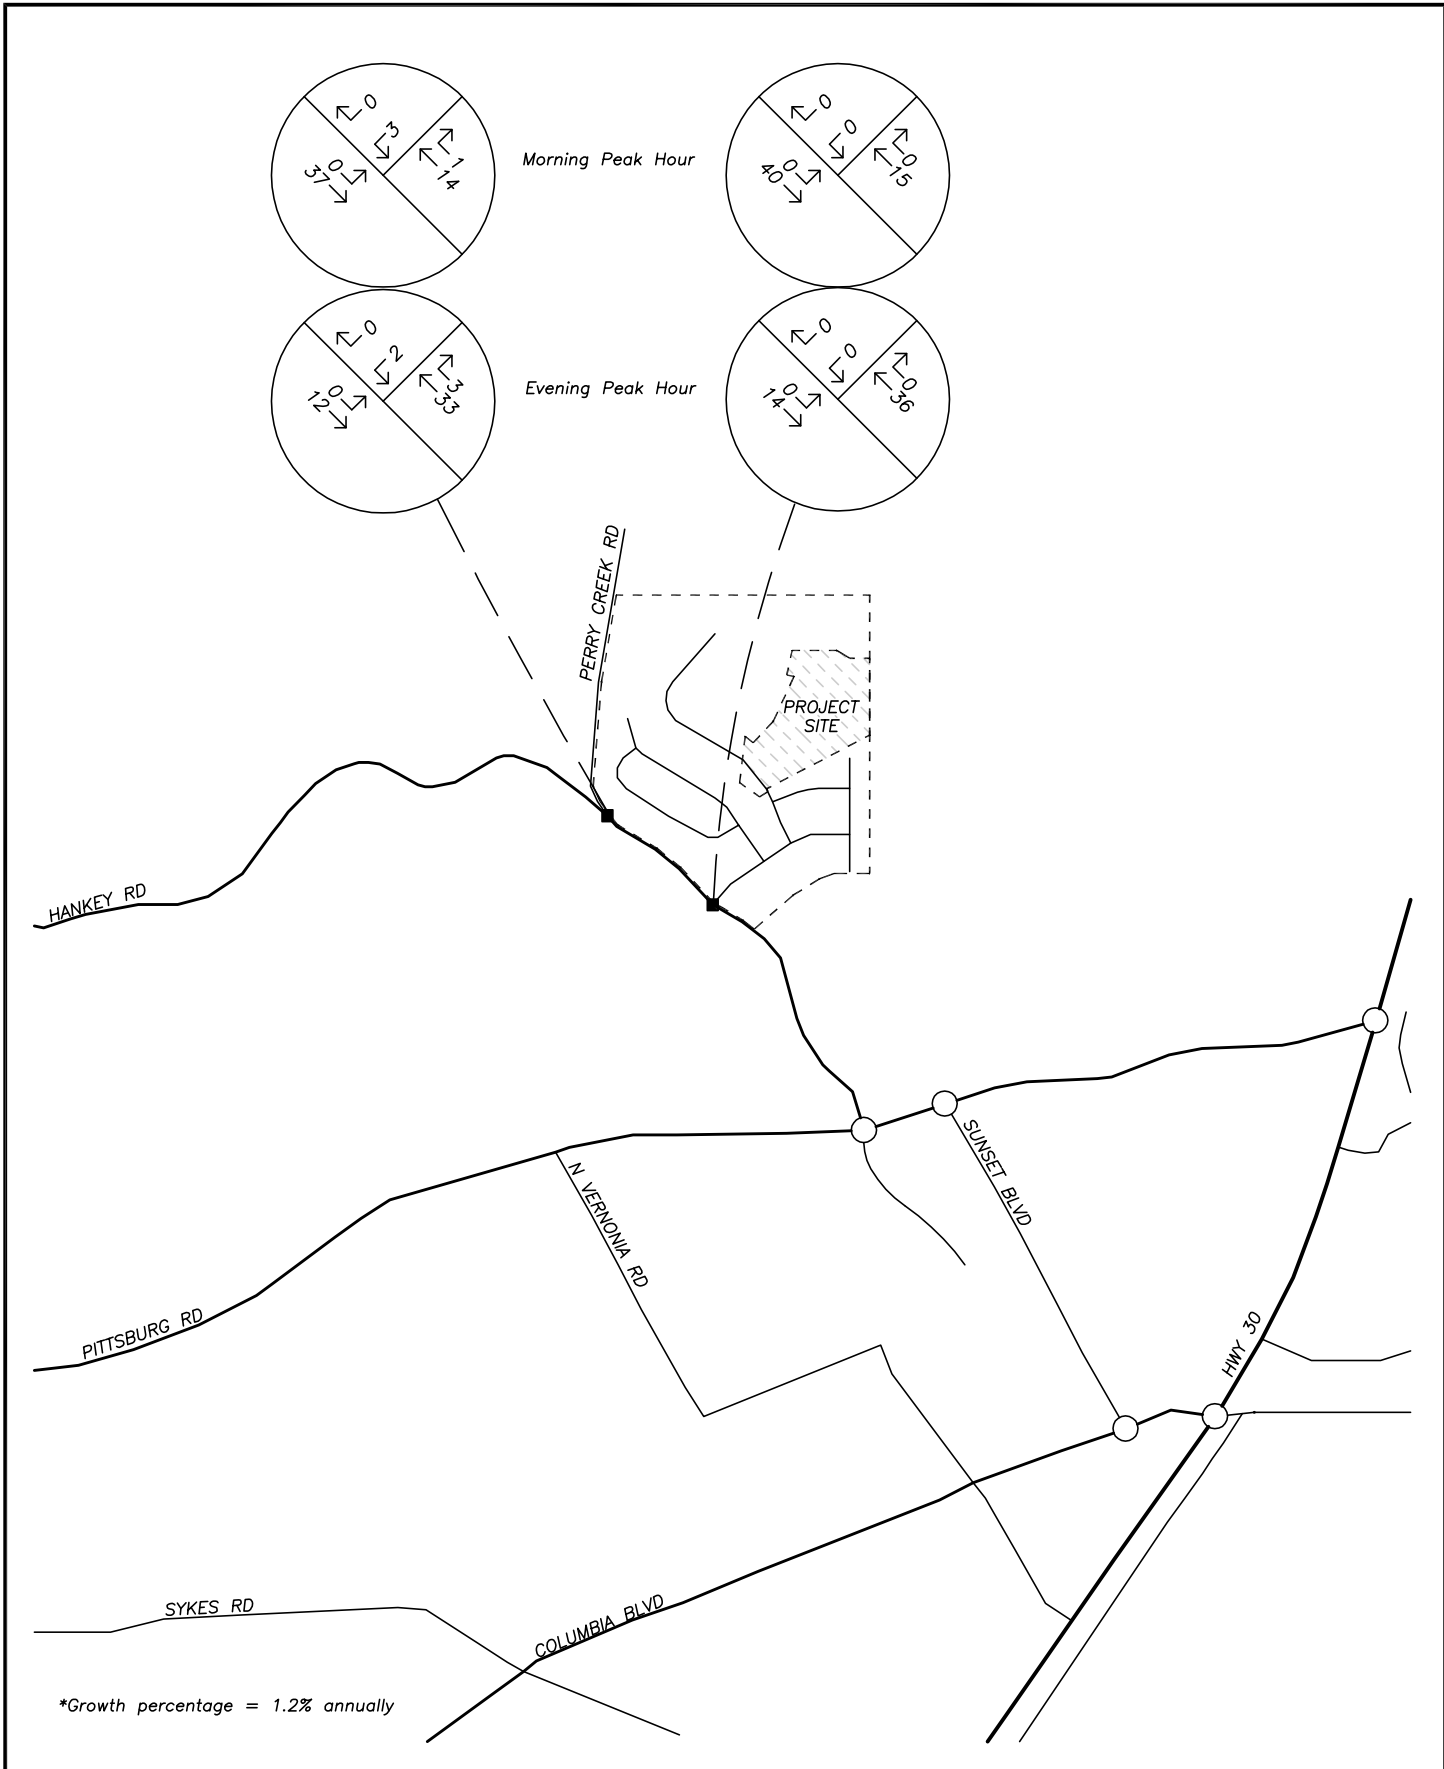 0
3
1
14
0
37
Morning Peak Hour
0
0
0
15
0
40
0
2
3
33
0
12
Evening Peak Hour
0
0
0
36
0
14
PERRY CREEK RD
PROJECT
SITE
HANKEY RD
SUNSET BLVD
N VERNONIA RD
PITTSBURG RD
HWY 30
SYKES RD
COLUMBIA BLVD
*Growth percentage = 1.2% annually